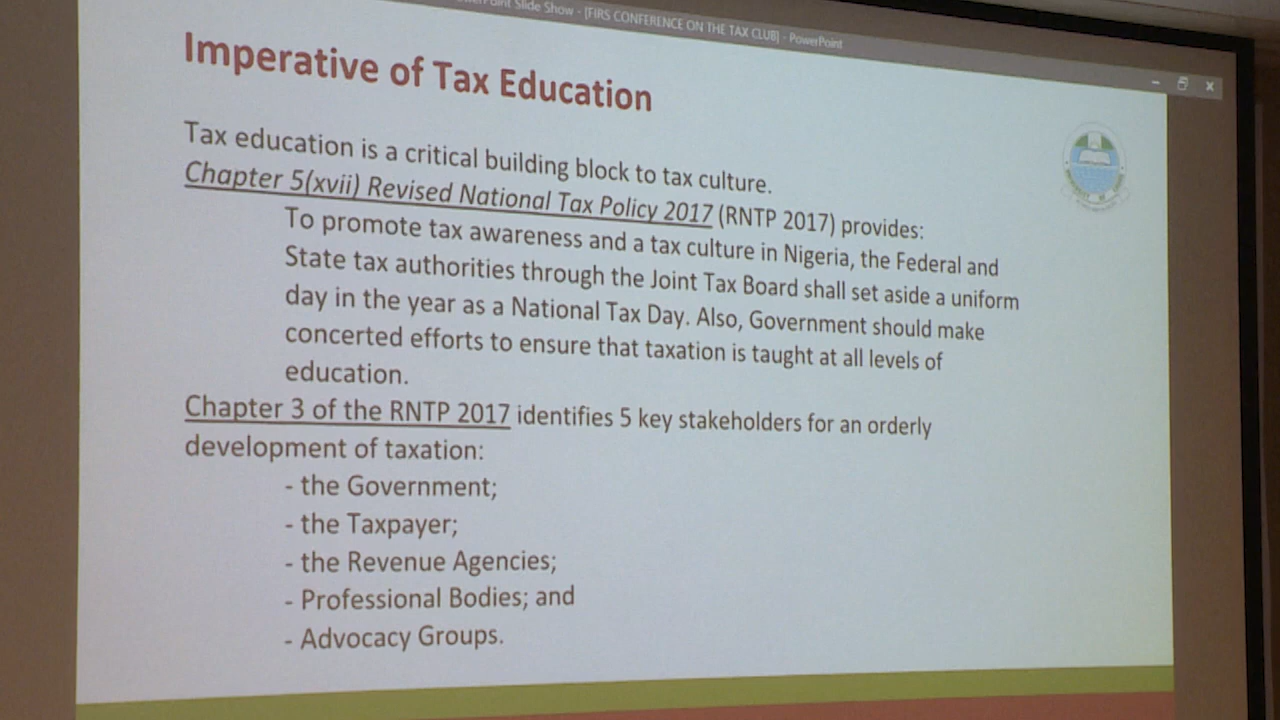 PowerPoint Slide Show - [FIRS CONFERENCE ON THE TAX CLUB] - PowerPoint
Imperative of Tax Education
Tax education is a critical building block to tax culture.
Chapter 5(xvii) Revised National Tax Policy 2017 (RNTP 2017) provides:
To promote tax awareness and a tax culture in Nigeria, the Federal and
State tax authorities through the Joint Tax Board shall set aside a uniform
day in the year as a National Tax Day. Also, Government should make
concerted efforts to ensure that taxation is taught at all levels of
education.
Chapter 3 of the RNTP 2017 identifies 5 key stakeholders for an orderly
development of taxation:
- the Government;
- the Taxpayer;
- the Revenue Agencies;
- Professional Bodies; and
- Advocacy Groups.